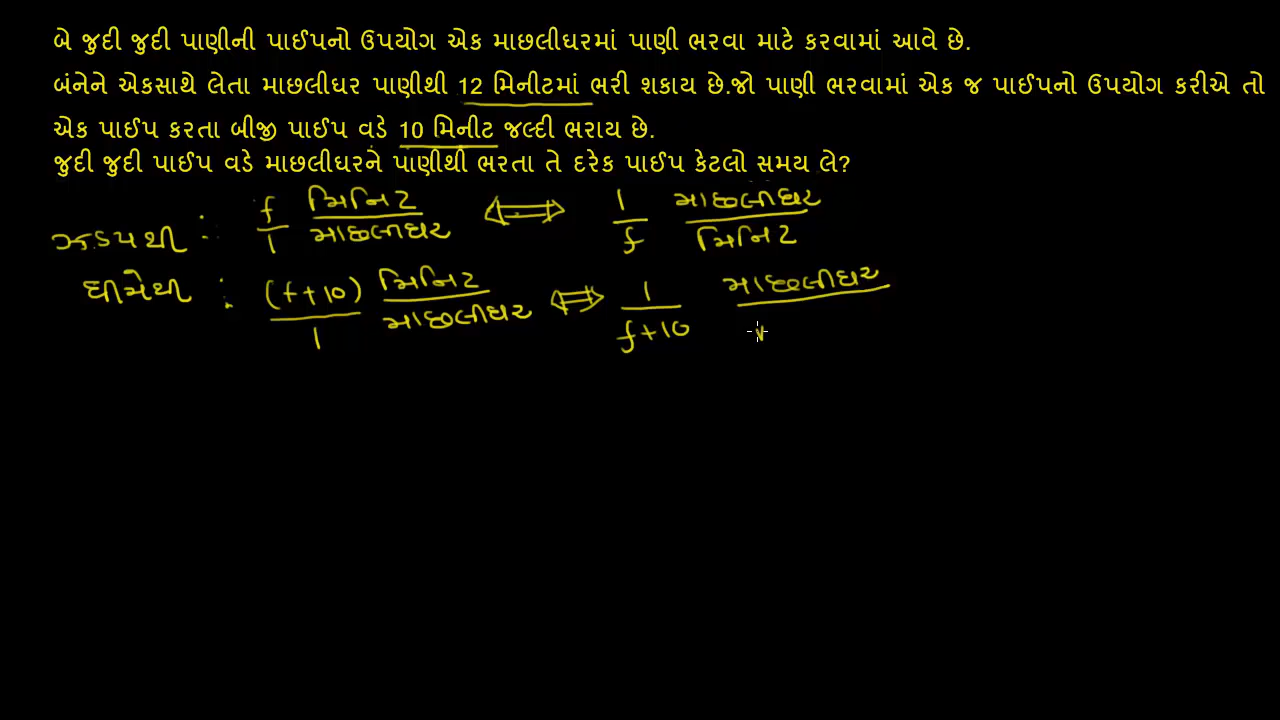 બે જુદી જુદી પાણીની પાઈપનો ઉપયોગ એક માછલીઘરમાં પાણી ભરવા માટે કરવામાં આવે છે.
બંનેને એકસાથે લેતા માછલીઘર પાણીથી 12 મિનીટમાં ભરી શકાય છે.જો પાણી ભરવામાં એક જ પાઈપનો ઉપયોગ કરીએ તો
એક પાઈપ કરતા બીજી પાઈપ વડે 10 મિનીટ જલ્દી ભરાય છે.
જુદી જુદી પાઈપ વડે માછલીઘરને પાણીથી ભરતા તે દરેક પાઈપ કેટલો સમય લે?
ઝડપથી : f/1 મિનિટ/માછલીઘર ⟺ 1/f માછલીઘર/મિનિટ
ધીમેથી : (f+10)/1 મિનિટ/માછલીઘર ⟺ 1/f+10 માછલીઘર